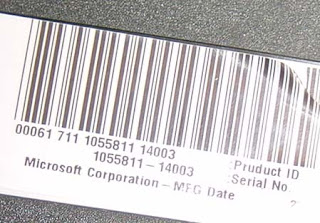 00061 711 1055811 14003
1055811-14003 :Product ID
:Serial No.
Microsoft Corporation - MFG Date